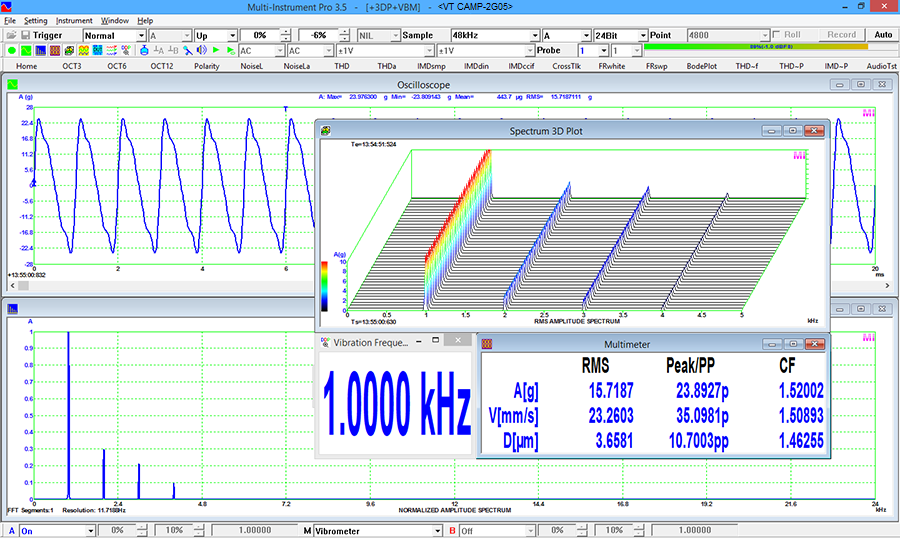 Multi-Instrument Pro 3.5 - [+3DP+VBM] - <VT CAMP-2G05>
File Setting Instrument Window Help
Trigger Normal A Up 0% -6% NIL Sample 48kHz A 24Bit Point 4800 Roll Record Auto
AC AC ±1V ±1V Probe 1 1
Home OCT3 OCT6 OCT12 Polarity NoiseL NoiseLa THD THDa IMDsmp IMDdin IMDccif CrossTlk FRwhite FRswp BodePlot THD~f THD~P IMD~P AudioTst
Oscilloscope
A (g) A: Max= 23.976300 g Min= -23.809143 g Mean= 443.7 µg RMS= 15.7187111 g
28
22.4
16.8
11.2
5.6
0
-5.6
-11.2
-16.8
-22.4
-28
0 2 4 6 20
+13:55:00:832 ms
Spectrum 3D Plot
Te=13:54:51:524
A(g)
10
8
6
4
2
0
0 0.5 1 1.5 2 2.5 3 3.5 4 4.5 5
Ts=13:55:00:630 RMS AMPLITUDE SPECTRUM kHz
A
1
0.9
0.8
0.7
0.6
0.5
0.4
0.3
0.2
0.1
0
0 2.4 4.8 7.2 9.6 12 14.4 16.8 19.2 21.6 24
FFT Segments:1 Resolution: 11.7188Hz NORMALIZED AMPLITUDE SPECTRUM kHz
Vibration Freque...
1.0000 kHz
Multimeter
RMS Peak/PP CF
A[g] 15.7187 23.8927p 1.52002
V[mm/s] 23.2603 35.0981p 1.50893
D[µm] 3.6581 10.7003pp 1.46255
A On 0% 10% 1.00000 M Vibrometer B Off 0% 10% 1.00000